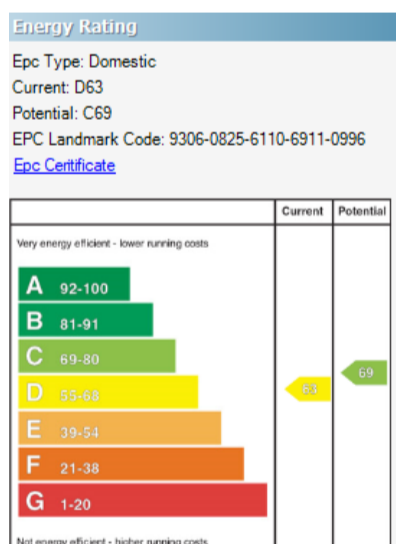 Energy Rating
Epc Type: Domestic
Current: D63
Potential: C69
EPC Landmark Code: 9306-0825-6110-6911-0996
Epc Ceritificate
Current Potential
Very energy efficient - lower running costs
A 92-100
B 81-91
C 69-80
69
D 55-68
63
E 39-54
F 21-38
G 1-20
Not energy efficient - higher running costs